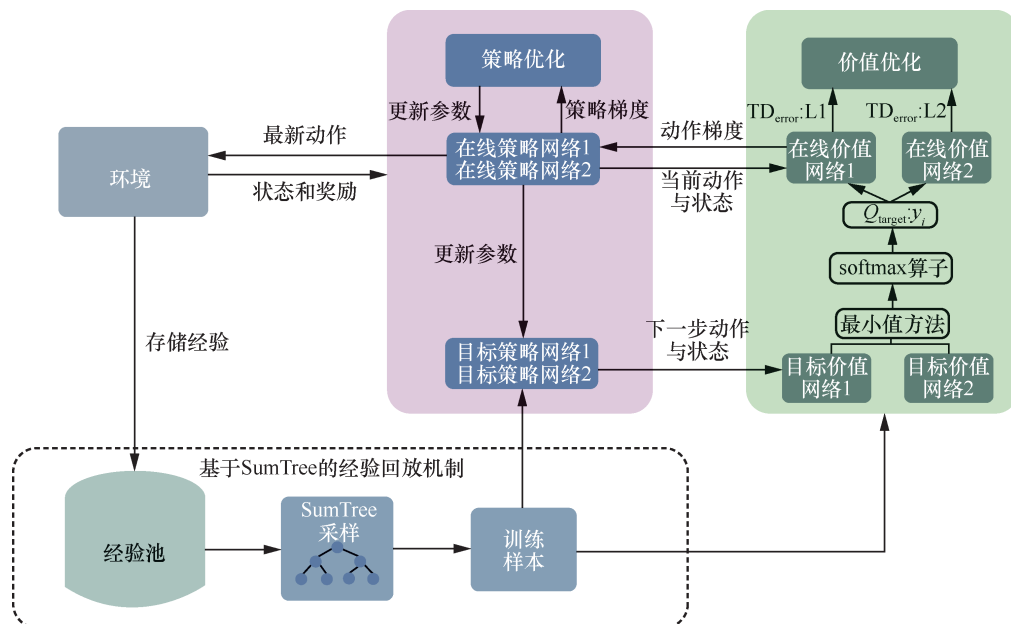 策略优化
价值优化
更新参数
策略梯度
TDerror:L1
TDerror:L2
最新动作
环境
状态和奖励
在线策略网络1
在线策略网络2
动作梯度
当前动作
与状态
在线价值
网络1
在线价值
网络2
Qtarget:yi
softmax算子
最小值方法
更新参数
存储经验
目标策略网络1
目标策略网络2
下一步动作
与状态
目标价值
网络1
目标价值
网络2
基于SumTree的经验回放机制
经验池
SumTree
采样
训练
样本